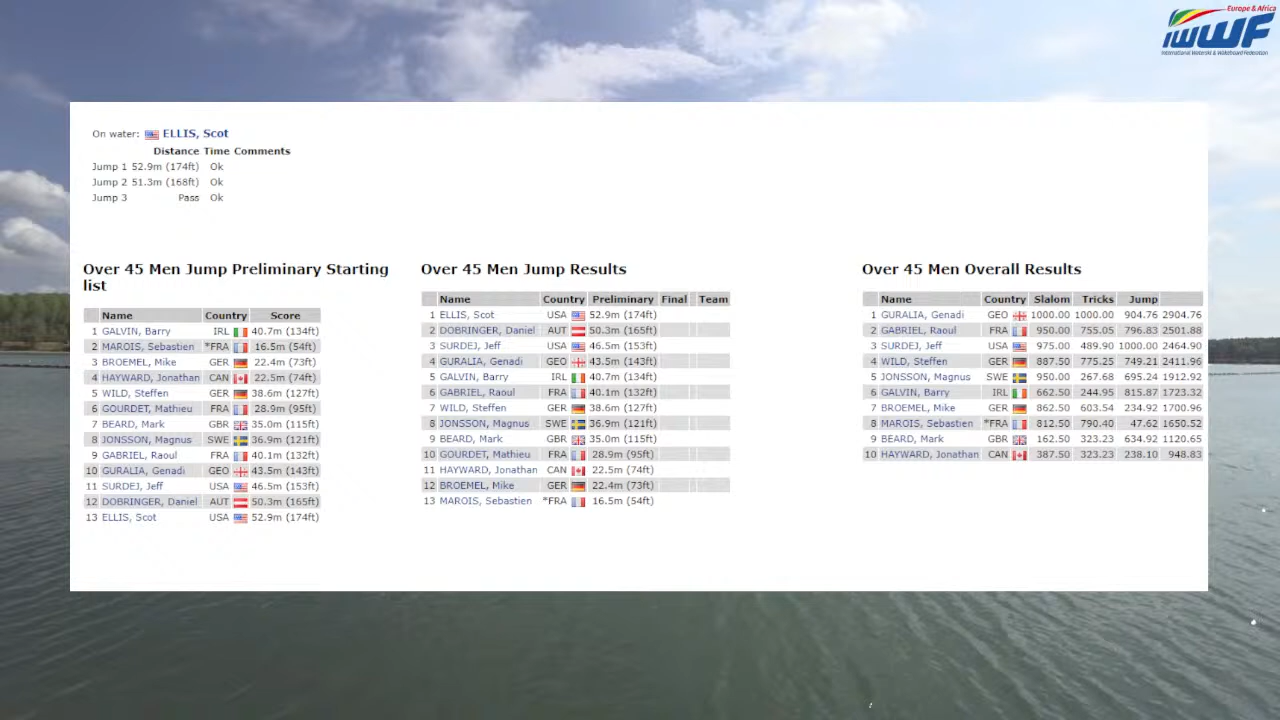 Europe & Africa
IWWF
International Waterski & Wakeboard Federation
On water: ELLIS, Scot
Distance Time Comments
Jump 1 52.9m (174ft) Ok
Jump 2 51.3m (168ft) Ok
Jump 3 Pass Ok
Over 45 Men Jump Preliminary Starting
list
Name Country Score
1 GALVIN, Barry IRL 40.7m (134ft)
2 MAROIS, Sebastien *FRA 16.5m (54ft)
3 BROEMEL, Mike GER 22.4m (73ft)
4 HAYWARD, Jonathan CAN 22.5m (74ft)
5 WILD, Steffen GER 38.6m (127ft)
6 GOURDET, Mathieu FRA 28.9m (95ft)
7 BEARD, Mark GBR 35.0m (115ft)
8 JONSSON, Magnus SWE 36.9m (121ft)
9 GABRIEL, Raoul FRA 40.1m (132ft)
10 GURALIA, Genadi GEO 43.5m (143ft)
11 SURDEJ, Jeff USA 46.5m (153ft)
12 DOBRINGER, Daniel AUT 50.3m (165ft)
13 ELLIS, Scot USA 52.9m (174ft)
Over 45 Men Jump Results
Name Country Preliminary Final Team
1 ELLIS, Scot USA 52.9m (174ft)
2 DOBRINGER, Daniel AUT 50.3m (165ft)
3 SURDEJ, Jeff USA 46.5m (153ft)
4 GURALIA, Genadi GEO 43.5m (143ft)
5 GALVIN, Barry IRL 40.7m (134ft)
6 GABRIEL, Raoul FRA 40.1m (132ft)
7 WILD, Steffen GER 38.6m (127ft)
8 JONSSON, Magnus SWE 36.9m (121ft)
9 BEARD, Mark GBR 35.0m (115ft)
10 GOURDET, Mathieu FRA 28.9m (95ft)
11 HAYWARD, Jonathan CAN 22.5m (74ft)
12 BROEMEL, Mike GER 22.4m (73ft)
13 MAROIS, Sebastien *FRA 16.5m (54ft)
Over 45 Men Overall Results
Name Country Slalom Tricks Jump
1 GURALIA, Genadi GEO 1000.00 1000.00 904.76 2904.76
2 GABRIEL, Raoul FRA 950.00 755.05 796.83 2501.88
3 SURDEJ, Jeff USA 975.00 489.90 1000.00 2464.90
4 WILD, Steffen GER 887.50 775.25 749.21 2411.96
5 JONSSON, Magnus SWE 950.00 267.68 695.24 1912.92
6 GALVIN, Barry IRL 662.50 244.95 815.87 1723.32
7 BROEMEL, Mike GER 862.50 603.54 234.92 1700.96
8 MAROIS, Sebastien *FRA 812.50 790.40 47.62 1650.52
9 BEARD, Mark GBR 162.50 323.23 634.92 1120.65
10 HAYWARD, Jonathan CAN 387.50 323.23 238.10 948.83